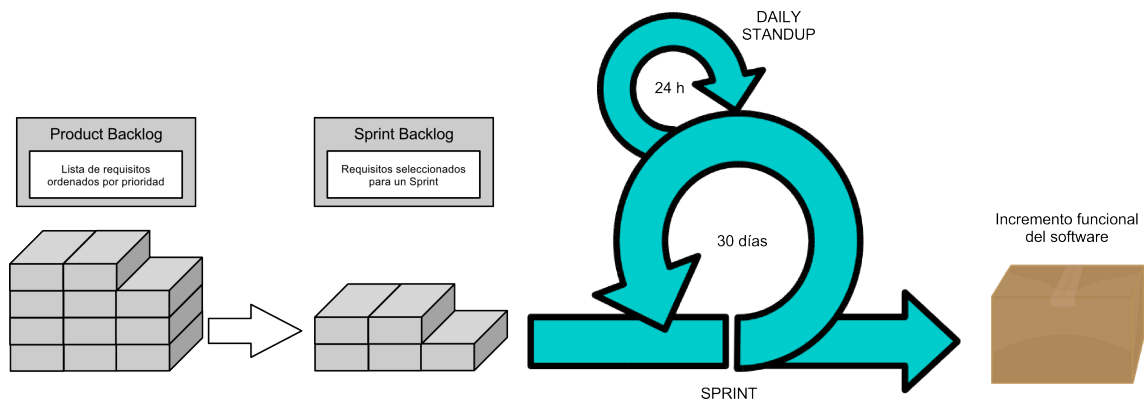 Product Backlog
Lista de requisitos
ordenados por prioridad
Sprint Backlog
Requisitos seleccionados
para un Sprint
DAILY
STANDUP
24 h
30 días
SPRINT
Incremento funcional
del software